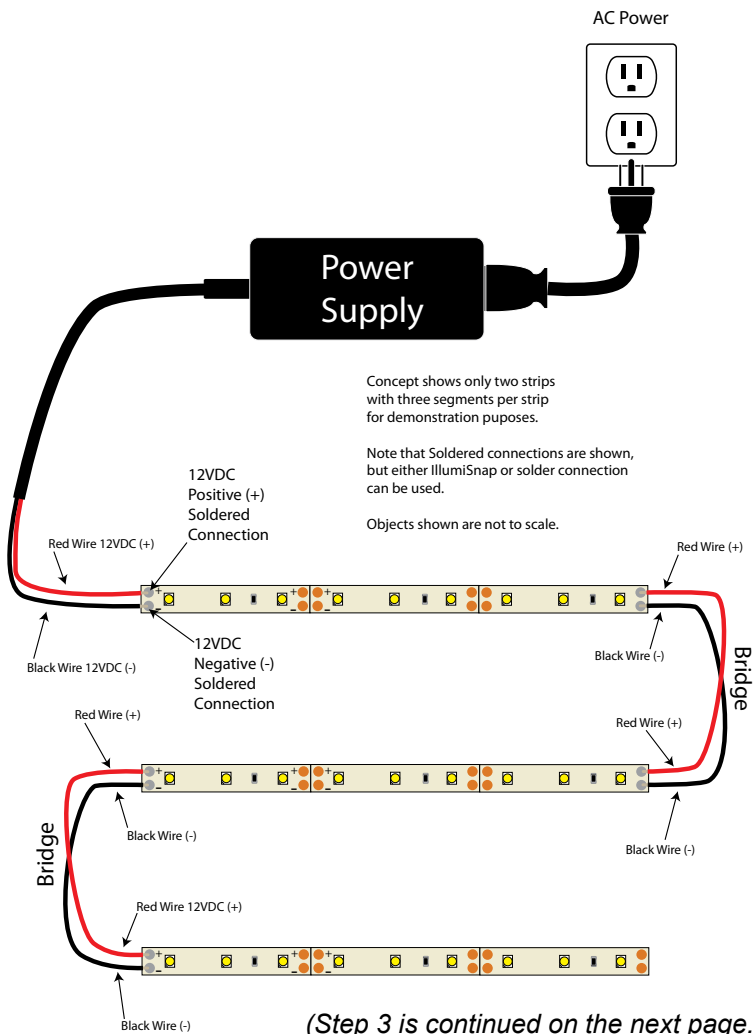 AC Power
Power
Supply
Concept shows only two strips
with three segments per strip
for demonstration puposes.
Note that Soldered connections are shown,
but either IllumiSnap or solder connection
can be used.
Objects shown are not to scale.
12VDC
Positive (+)
Soldered
Connection
Red Wire 12VDC (+)
Red Wire (+)
+
+
+
−
−
−
12VDC
Negative (-)
Soldered
Connection
Black Wire 12VDC (-)
Black Wire (-)
Bridge
Red Wire (+)
Red Wire (+)
+
+
+
−
−
−
Black Wire (-)
Black Wire (-)
Bridge
Red Wire 12VDC (+)
+
+
+
−
−
−
Black Wire (-)
(Step 3 is continued on the next page.